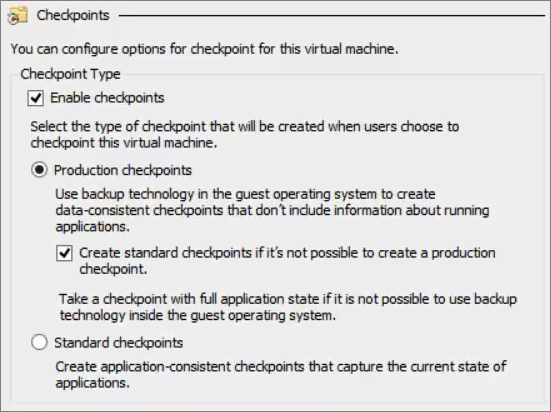 Checkpoints
You can configure options for checkpoint for this virtual machine.
Checkpoint Type
Enable checkpoints
Select the type of checkpoint that will be created when users choose to
checkpoint this virtual machine.
Production checkpoints
Use backup technology in the guest operating system to create
data-consistent checkpoints that don't include information about running
applications.
Create standard checkpoints if it's not possible to create a production
checkpoint.
Take a checkpoint with full application state if it is not possible to use backup
technology inside the guest operating system.
Standard checkpoints
Create application-consistent checkpoints that capture the current state of
applications.